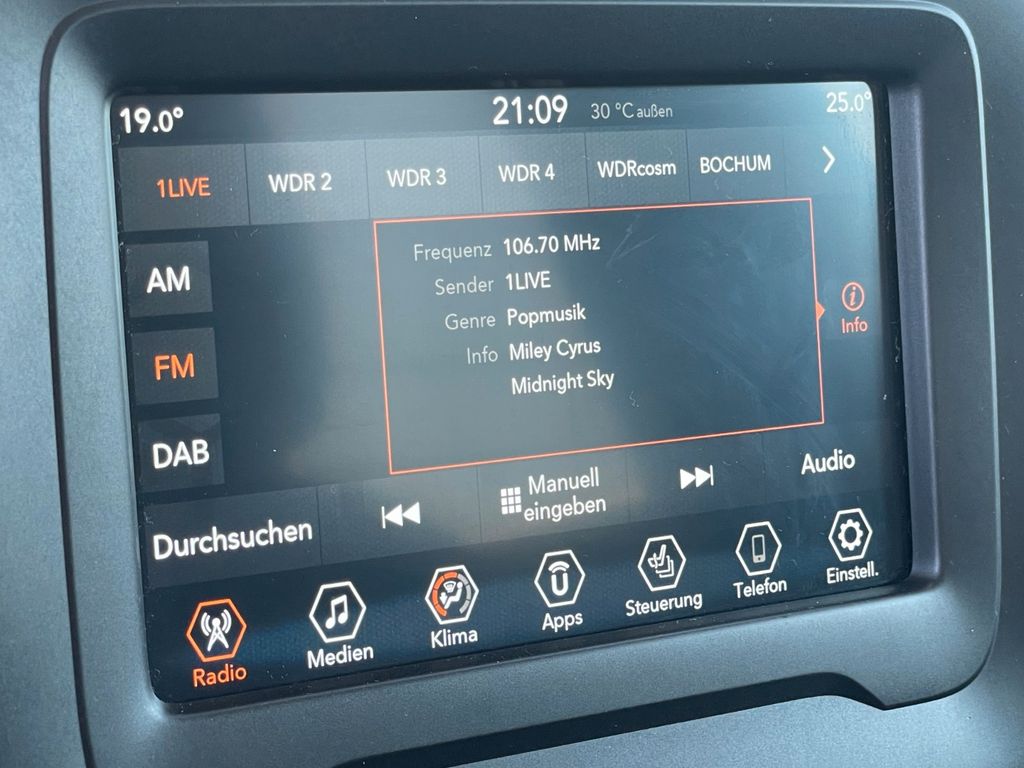 19.0°
21:09
30 °C außen
25.0°
1LIVE
WDR 2
WDR 3
WDR 4
WDRcosm
BOCHUM
AM
FM
DAB
Frequenz 106.70 MHz
Sender 1LIVE
Genre Popmusik
Info Miley Cyrus
Midnight Sky
i
Info
Durchsuchen
Manuell
eingeben
Audio
Radio
Medien
Klima
Apps
Steuerung
Telefon
Einstell.